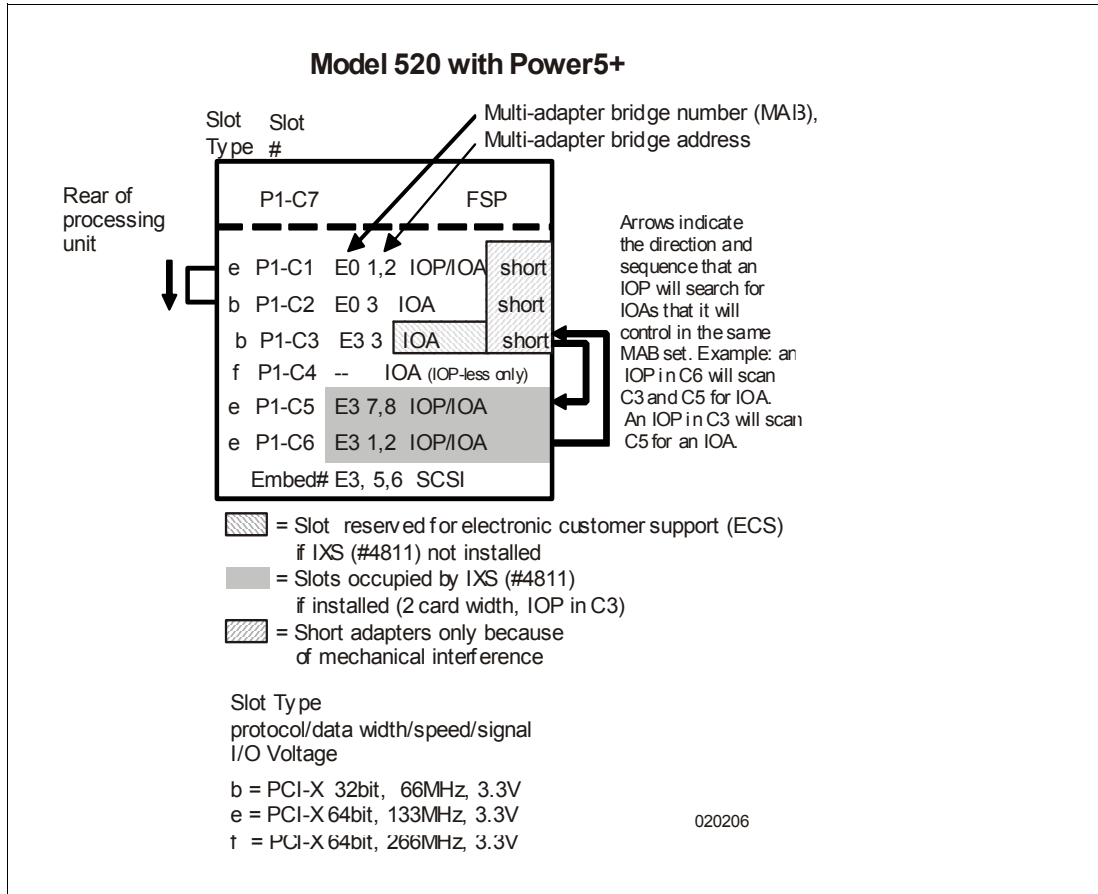 Model 520 with Power5+
Multi-adapter bridge number (MAB),
Multi-adapter bridge address
Slot Slot
Type #
Rear of
processing
unit
P1-C7 FSP
e P1-C1 E0 1,2 IOP/IOA short
b P1-C2 E0 3 IOA short
b P1-C3 E3 3 IOA short
f P1-C4 -- IOA (IOP-less only)
e P1-C5 E3 7,8 IOP/IOA
e P1-C6 E3 1,2 IOP/IOA
Embed# E3, 5,6 SCSI
Arrows indicate
the direction and
sequence that an
IOP will search for
IOAs that it will
control in the same
MAB set. Example: an
IOP in C6 will scan
C3 and C5 for IOA.
An IOP in C3 will scan
C5 for an IOA.
= Slot reserved for electronic customer support (ECS)
if IXS (#4811) not installed
= Slots occupied by IXS (#4811)
if installed (2 card width, IOP in C3)
= Short adapters only because
of mechanical interference
Slot Type
protocol/data width/speed/signal
I/O Voltage
b = PCI-X 32bit, 66MHz, 3.3V
e = PCI-X 64bit, 133MHz, 3.3V
f = PCI-X 64bit, 266MHz, 3.3V
020206